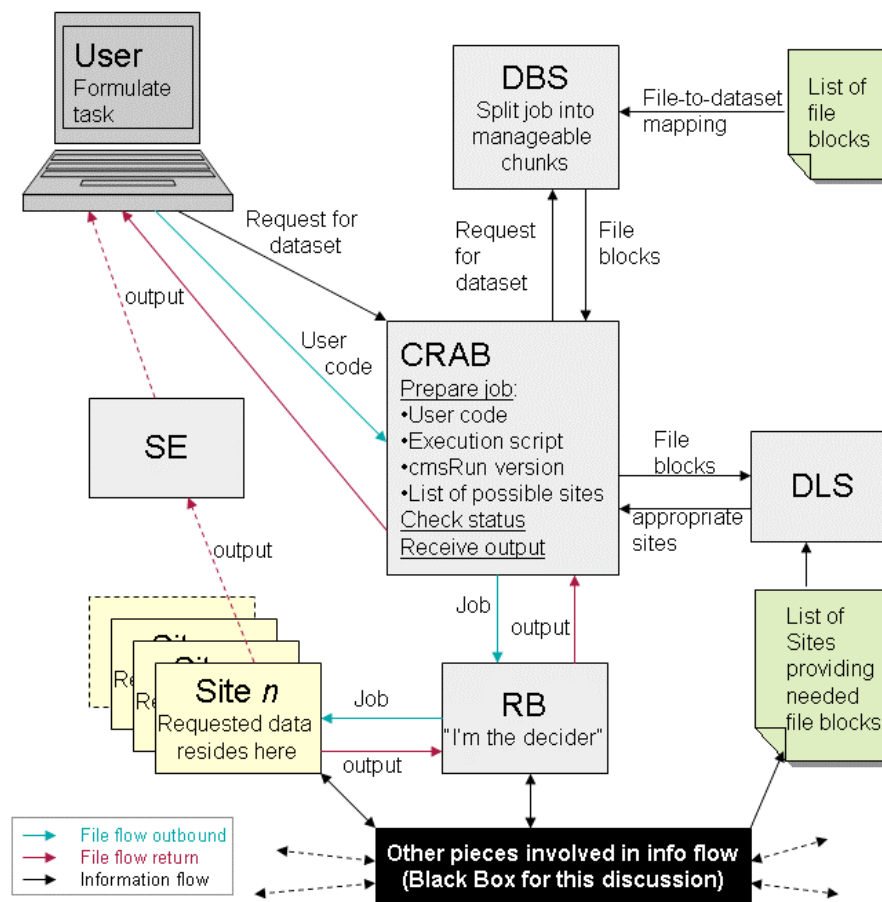 User
Formulate
task
DBS
Split job into
manageable
chunks
File-to-dataset
mapping
List of
file
blocks
Request for
dataset
Request
for
dataset
File
blocks
output
User
code
CRAB
Prepare job:
•User code
•Execution script
•cmsRun version
•List of possible sites
Check status
Receive output
SE
File
blocks
DLS
appropriate
sites
output
Job
output
List of
Sites
providing
needed
file blocks
Site n
Requested data
resides here
Job
output
RB
"I'm the decider"
File flow outbound
File flow return
Information flow
Other pieces involved in info flow
(Black Box for this discussion)